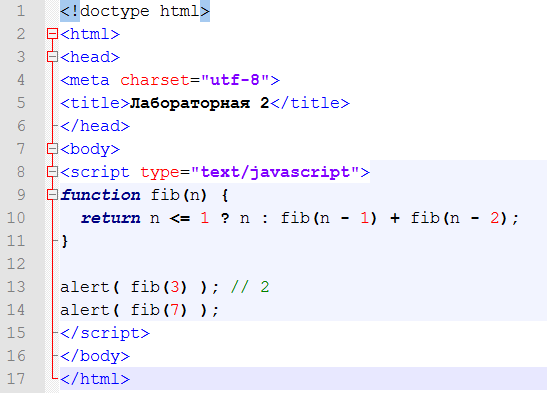 1 <!doctype html>
2 <html>
3 <head>
4 <meta charset="utf-8">
5 <title>Лабораторная 2</title>
6 </head>
7 <body>
8 <script type="text/javascript">
9 function fib(n) {
10   return n <= 1 ? n : fib(n - 1) + fib(n - 2);
11 }
12
13 alert( fib(3) ); // 2
14 alert( fib(7) );
15 </script>
16 </body>
17 </html>